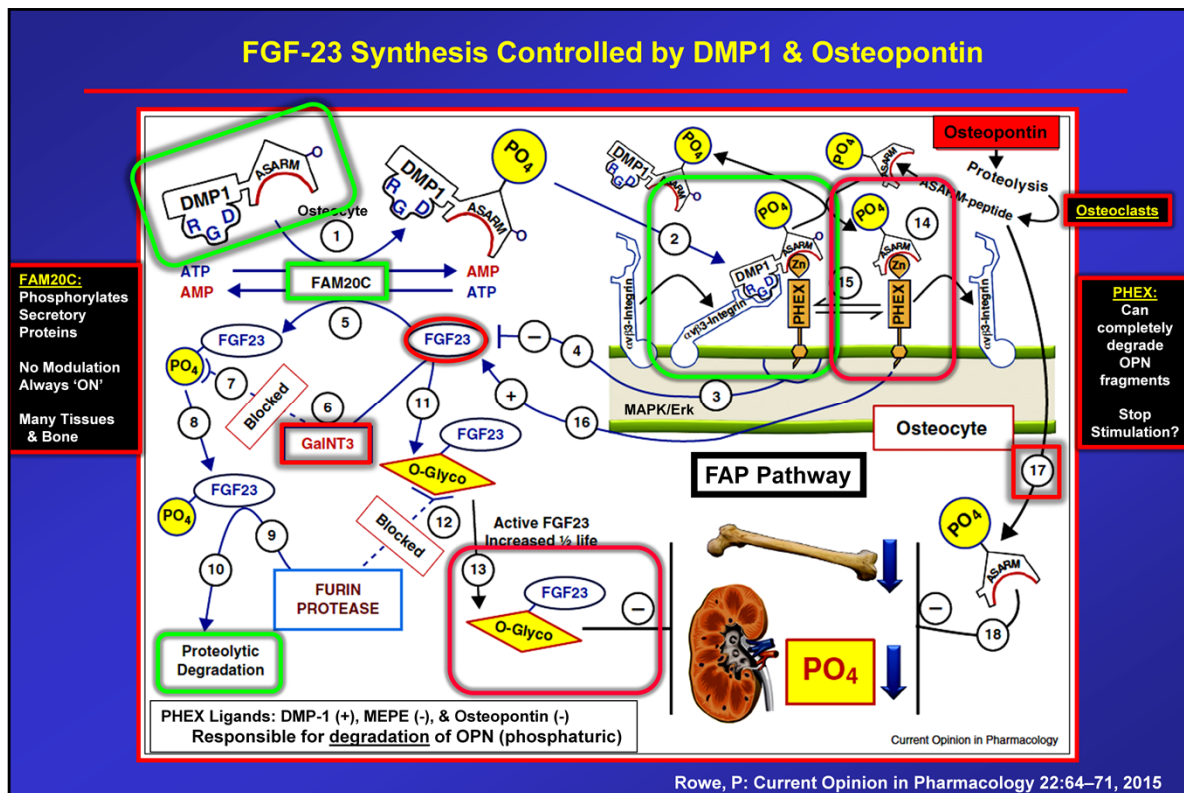 FGF-23 Synthesis Controlled by DMP1 & Osteopontin
DMP1
RGD
ASARM
O
Osteocyte
1
ATP
AMP
FAM20C
AMP
ATP
DMP1
RGD
ASARM
O
PO4
FAM20C:
Phosphorylates
Secretory
Proteins
No Modulation
Always ‘ON’
Many Tissues
& Bone
5
FGF23
PO4
7
Blocked
8
6
GalNT3
FGF23
11
FGF23
O-Glyco
12
Blocked
FGF23
PO4
9
10
FURIN
PROTEASE
Proteolytic
Degradation
Active FGF23
Increased ½ life
13
FGF23
O-Glyco
–
DMP1
RGD
ASARM
PO4
2
PO4
ASARM
O
DMP1
RGD
Zn
PHEX
αvβ3-Integrin
αvβ3-Integrin
15
PO4
ASARM
Zn
PHEX
14
αvβ3-Integrin
PO4
ASARM
ASARM-peptide
Osteopontin
Proteolysis
Osteoclasts
–
4
3
+
16
MAPK/Erk
Osteocyte
FAP Pathway
17
PHEX:
Can
completely
degrade
OPN
fragments
Stop
Stimulation?
PO4
ASARM
–
18
PO4
PHEX Ligands: DMP-1 (+), MEPE (-), & Osteopontin (-)
Responsible for degradation of OPN (phosphaturic)
Current Opinion in Pharmacology
Rowe, P: Current Opinion in Pharmacology 22:64–71, 2015